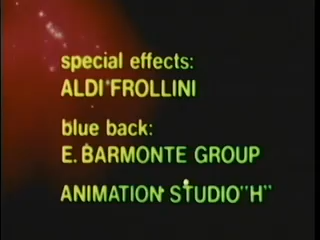 special effects:
ALDI FROLLINI
blue back:
E. BARMONTE GROUP
ANIMATION STUDIO "H"